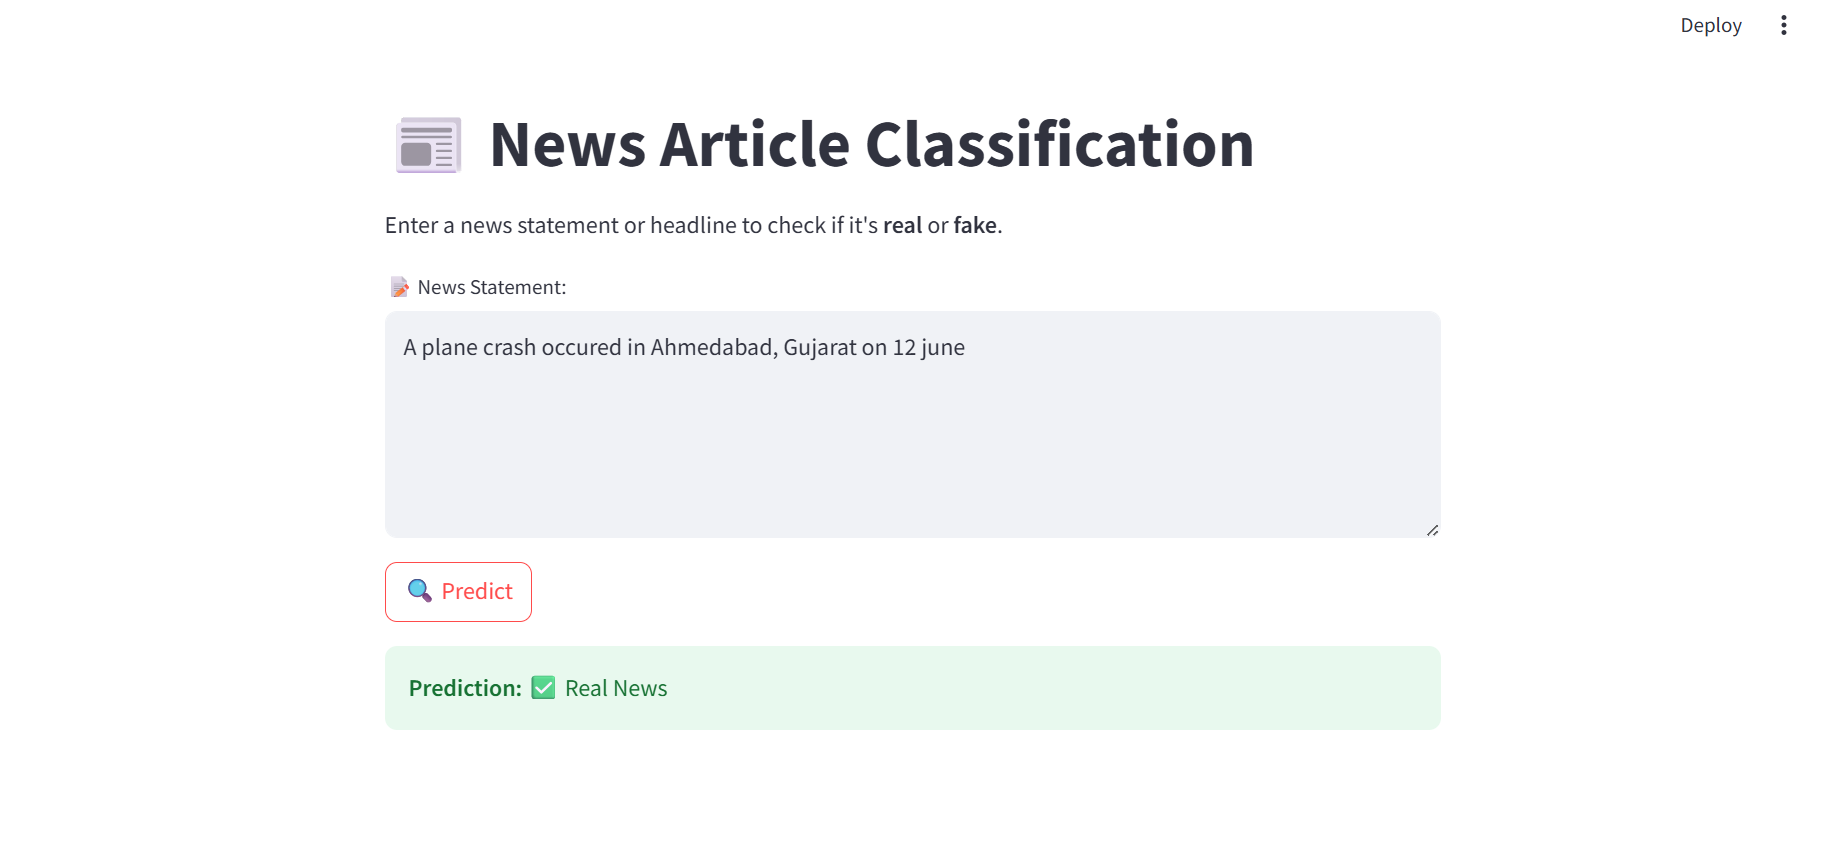 Deploy
News Article Classification
Enter a news statement or headline to check if it's real or fake.
News Statement:
A plane crash occured in Ahmedabad, Gujarat on 12 june
Predict
Prediction: ✅ Real News